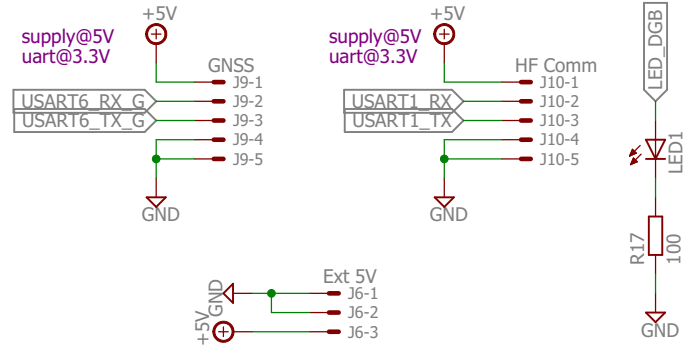 +5V
supply@5V
uart@3.3V
GNSS
J9-1
USART6_RX_G
J9-2
USART6_TX_G
J9-3
J9-4
J9-5
GND
+5V
supply@5V
uart@3.3V
HF Comm
J10-1
USART1_RX
J10-2
USART1_TX
J10-3
J10-4
J10-5
GND
LED_DGB
LED1
R17
100
GND
Ext 5V
GND
J6-1
J6-2
+5V
J6-3